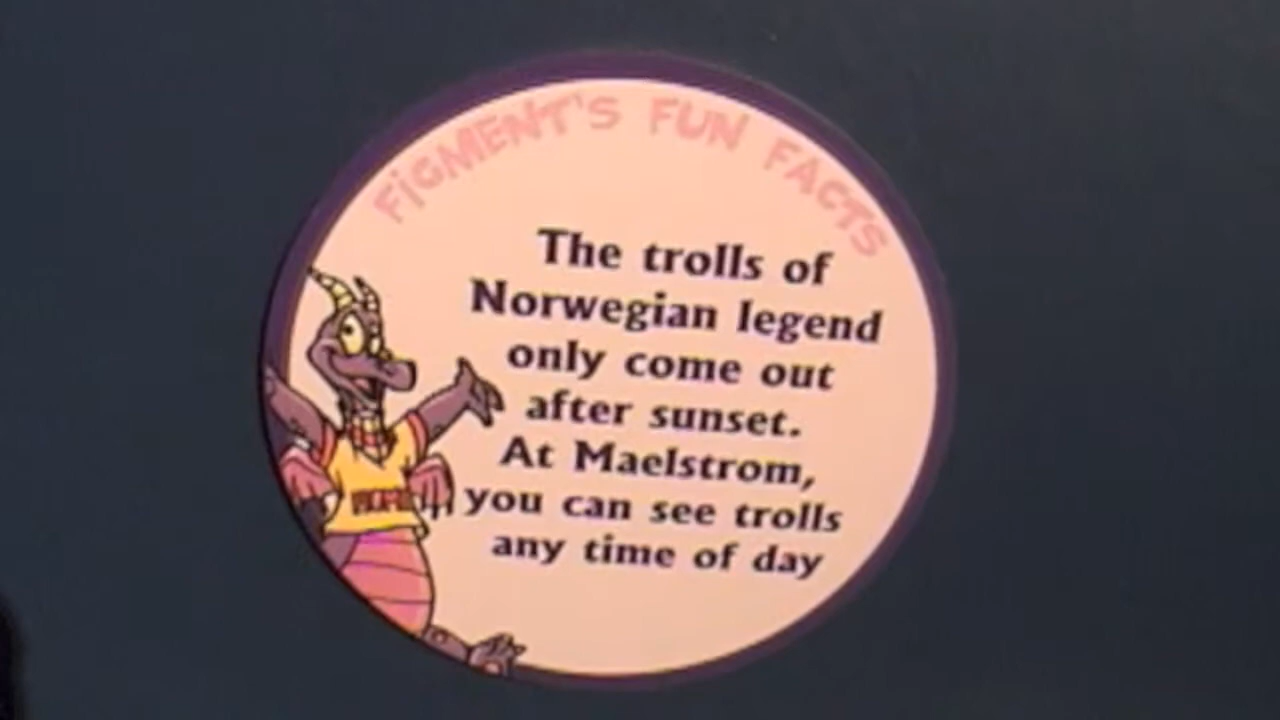 FiGMENT'S FUN FACTS
The trolls of
Norwegian legend
only come out
after sunset.
At Maelstrom,
you can see trolls
any time of day